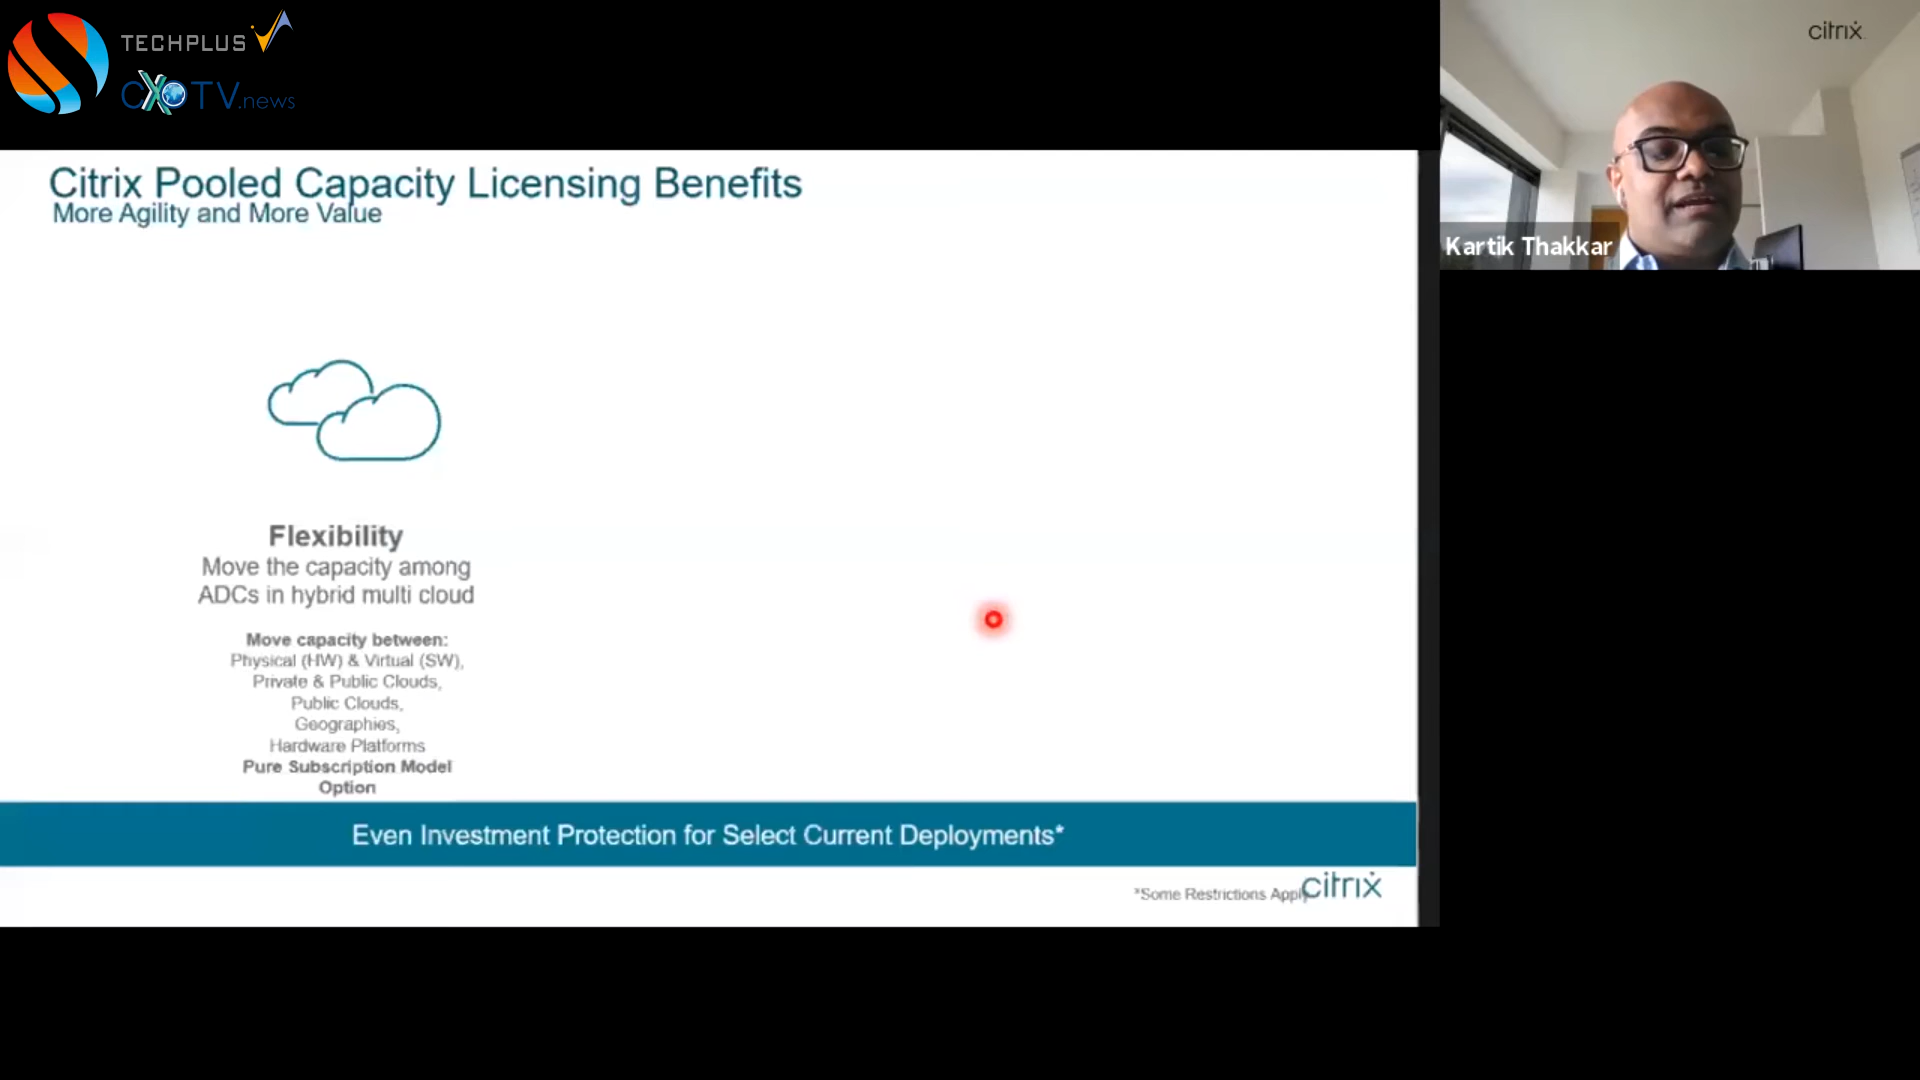 TECHPLUS
CXOTV.news
citrix
Kartik Thakkar
Citrix Pooled Capacity Licensing Benefits
More Agility and More Value
Flexibility
Move the capacity among
ADCs in hybrid multi cloud
Move capacity between:
Physical (HW) & Virtual (SW),
Private & Public Clouds,
Public Clouds,
Geographies,
Hardware Platforms
Pure Subscription Model
Option
Even Investment Protection for Select Current Deployments*
*Some Restrictions Apply
citrix